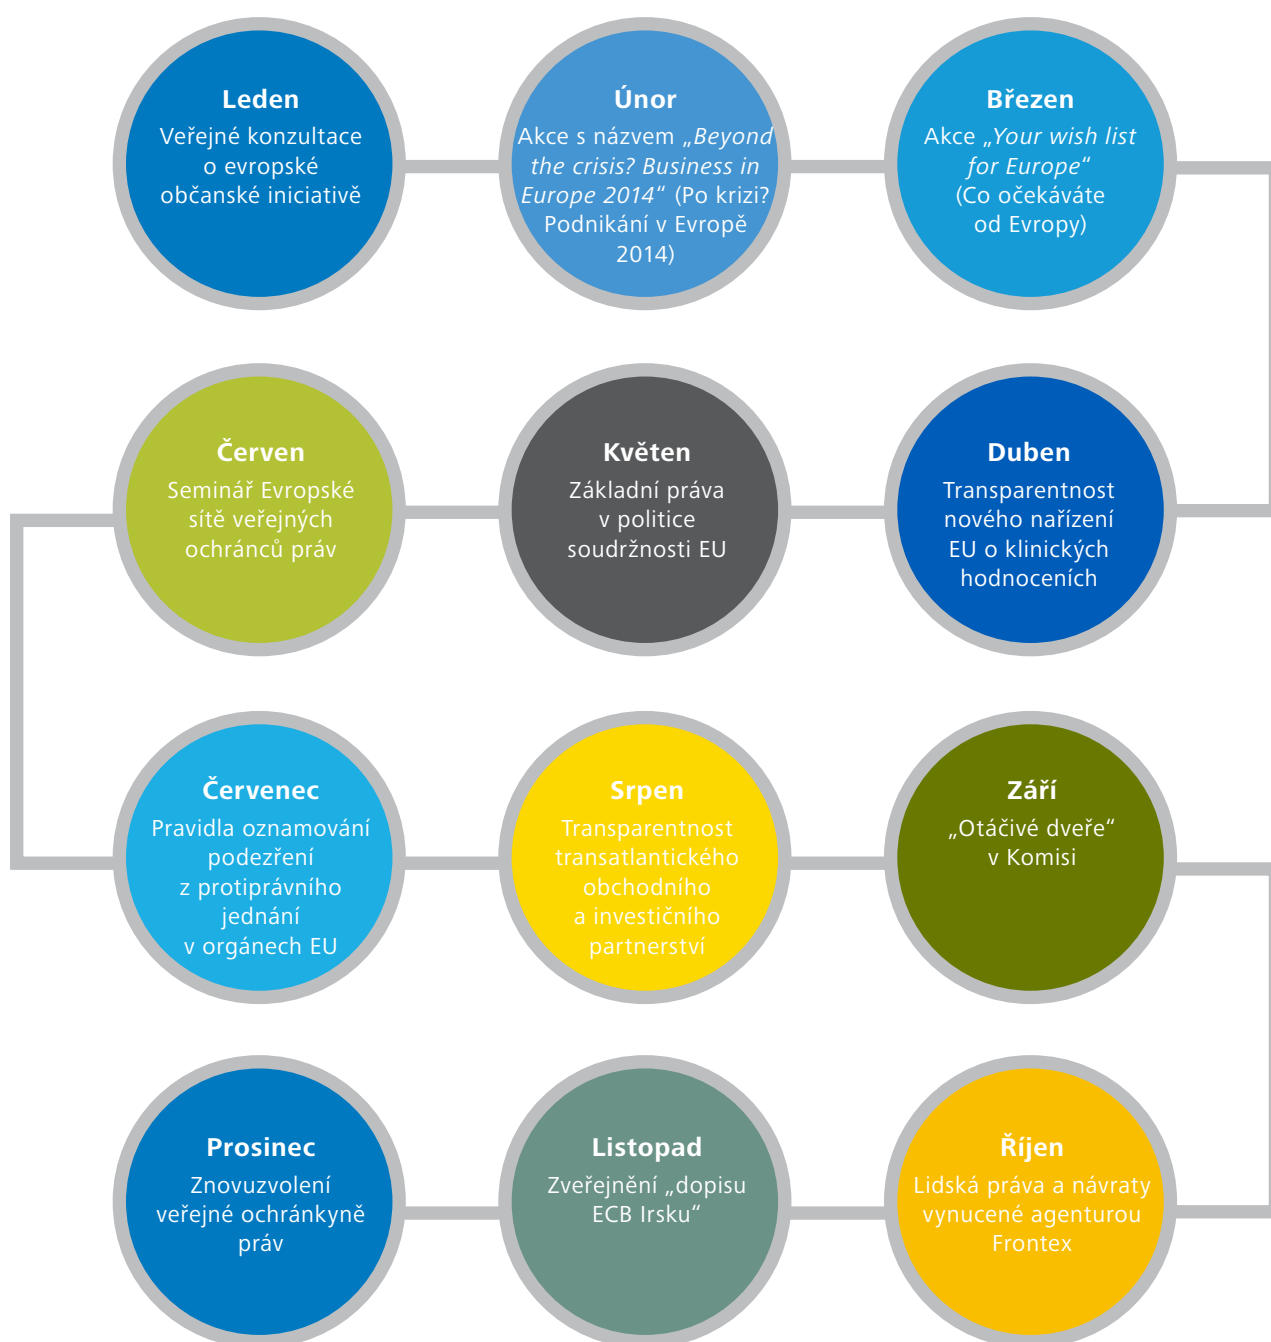 Leden
Veřejné konzultace
o evropské
občanské iniciativě
Únor
Akce s názvem „Beyond
the crisis? Business in
Europe 2014“ (Po krizi?
Podnikání v Evropě
2014)
Březen
Akce „Your wish list
for Europe“
(Co očekáváte
od Evropy)
Duben
Transparentnost
nového nařízení
EU o klinických
hodnoceních
Květen
Základní práva
v politice
soudržnosti EU
Červen
Seminář Evropské
sítě veřejných
ochránců práv
Červenec
Pravidla oznamování
podezření
z protiprávního
jednání
v orgánech EU
Srpen
Transparentnost
transatlantického
obchodního
a investičního
partnerství
Září
„Otáčivé dveře“
v Komisi
Říjen
Lidská práva a návraty
vynucené agenturou
Frontex
Listopad
Zveřejnění „dopisu
ECB Irsku“
Prosinec
Znovuzvolení
veřejné ochránkyně
práv